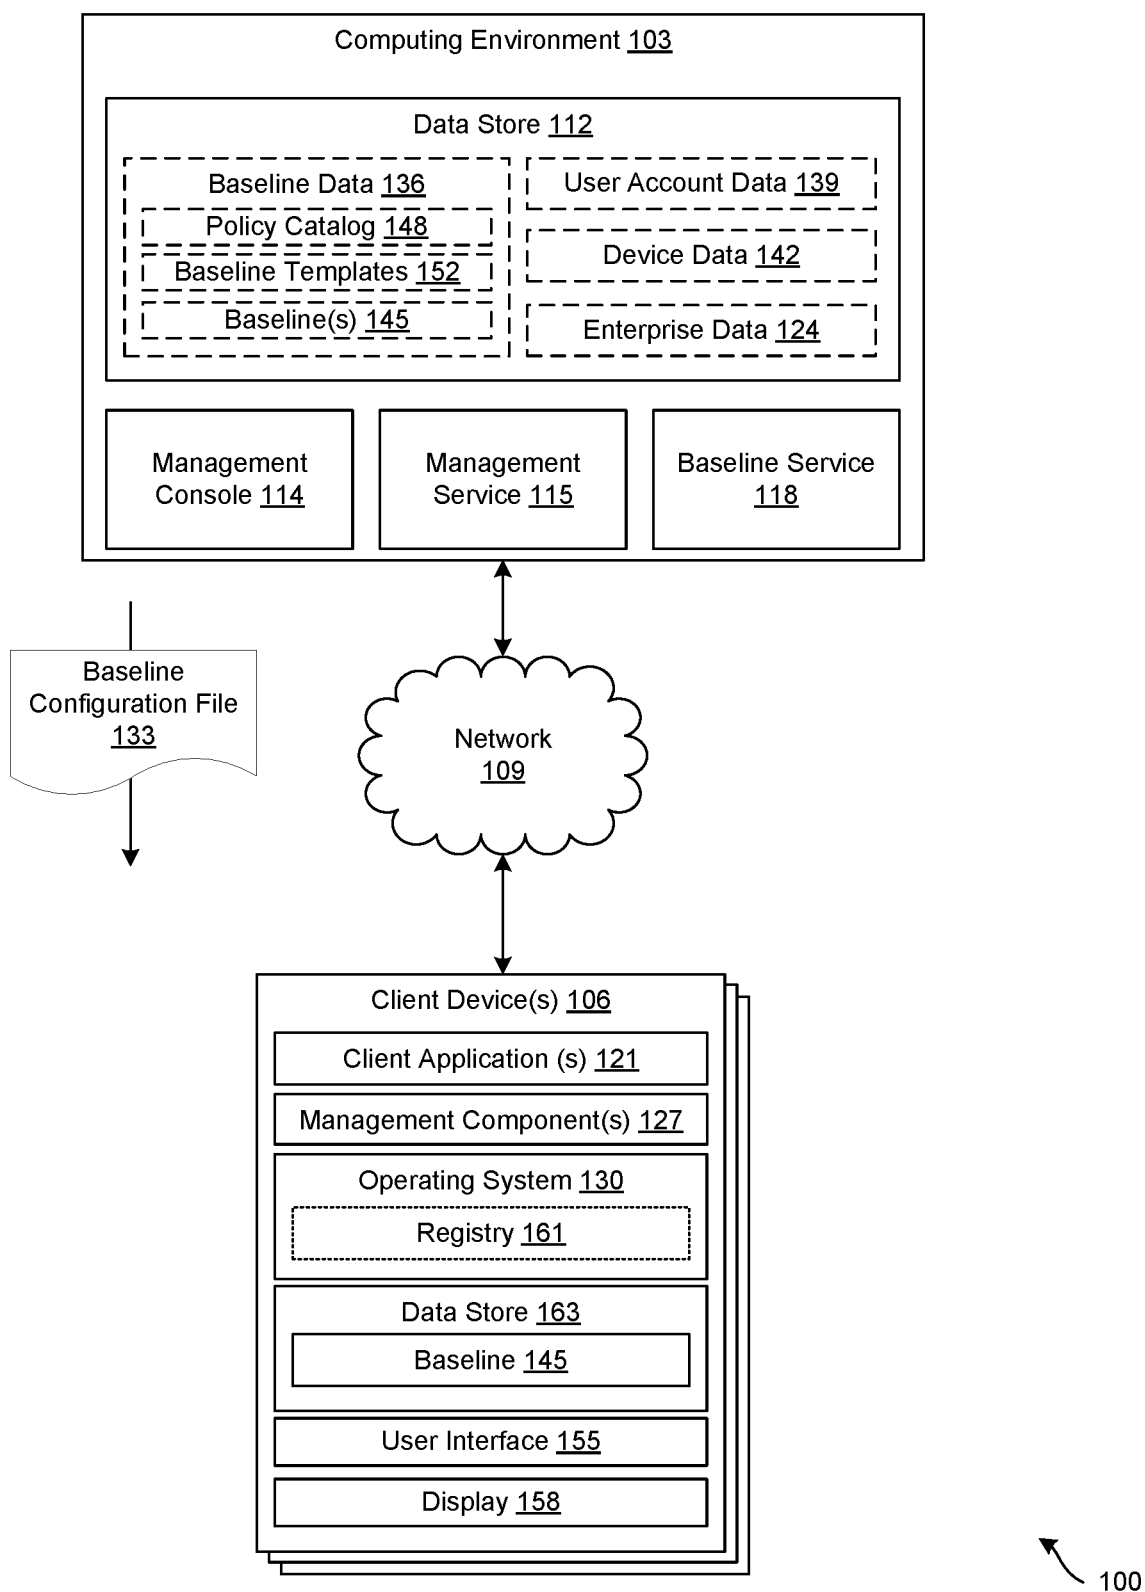 Computing Environment 103
Data Store 112
Baseline Data 136
Policy Catalog 148
Baseline Templates 152
Baseline(s) 145
User Account Data 139
Device Data 142
Enterprise Data 124
Management
Console 114
Management
Service 115
Baseline Service
118
Baseline
Configuration File
133
Network
109
Client Device(s) 106
Client Application (s) 121
Management Component(s) 127
Operating System 130
Registry 161
Data Store 163
Baseline 145
User Interface 155
Display 158
100